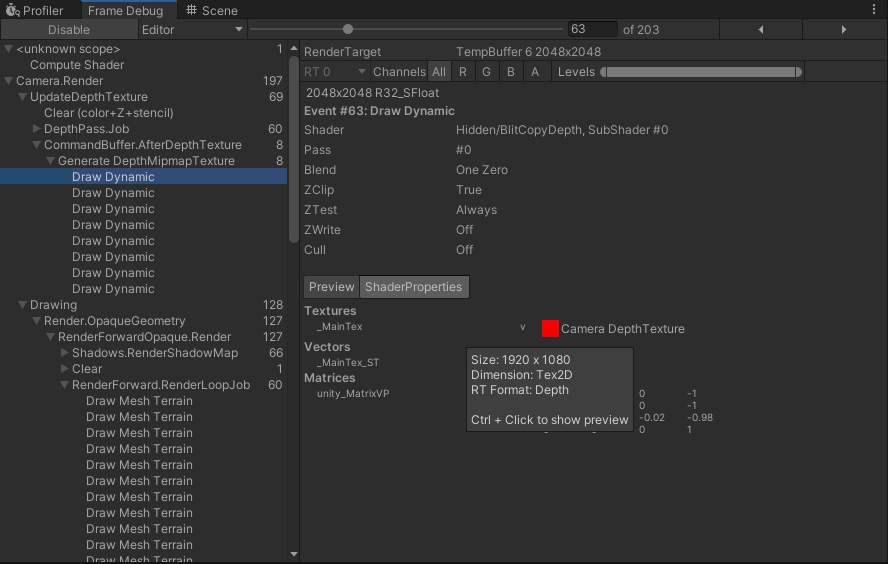 Profiler Frame Debug Scene
Disable Editor 63 of 203
<unknown scope> 1
Compute Shader
Camera.Render 197
UpdateDepthTexture 69
Clear (color+Z+stencil)
DepthPass.Job 60
CommandBuffer.AfterDepthTexture 8
Generate DepthMipmapTexture 8
Draw Dynamic
Draw Dynamic
Draw Dynamic
Draw Dynamic
Draw Dynamic
Draw Dynamic
Draw Dynamic
Draw Dynamic
Drawing 128
Render.OpaqueGeometry 127
RenderForwardOpaque.Render 127
Shadows.RenderShadowMap 66
Clear 1
RenderForward.RenderLoopJob 60
Draw Mesh Terrain
Draw Mesh Terrain
Draw Mesh Terrain
Draw Mesh Terrain
Draw Mesh Terrain
Draw Mesh Terrain
Draw Mesh Terrain
Draw Mesh Terrain
Draw Mesh Terrain
Draw Mesh Terrain
Draw Mesh Terrain
RenderTarget TempBuffer 6 2048x2048
RT 0 Channels All R G B A Levels
2048x2048 R32_SFloat
Event #63: Draw Dynamic
Shader Hidden/BlitCopyDepth, SubShader #0
Pass #0
Blend One Zero
ZClip True
ZTest Always
ZWrite Off
Cull Off
Preview ShaderProperties
Textures
_MainTex v Camera DepthTexture
Vectors
_MainTex_ST
Matrices
unity_MatrixVP 0 -1
0 -1
-0.02 -0.98
0 1
Size: 1920 x 1080
Dimension: Tex2D
RT Format: Depth
Ctrl + Click to show preview